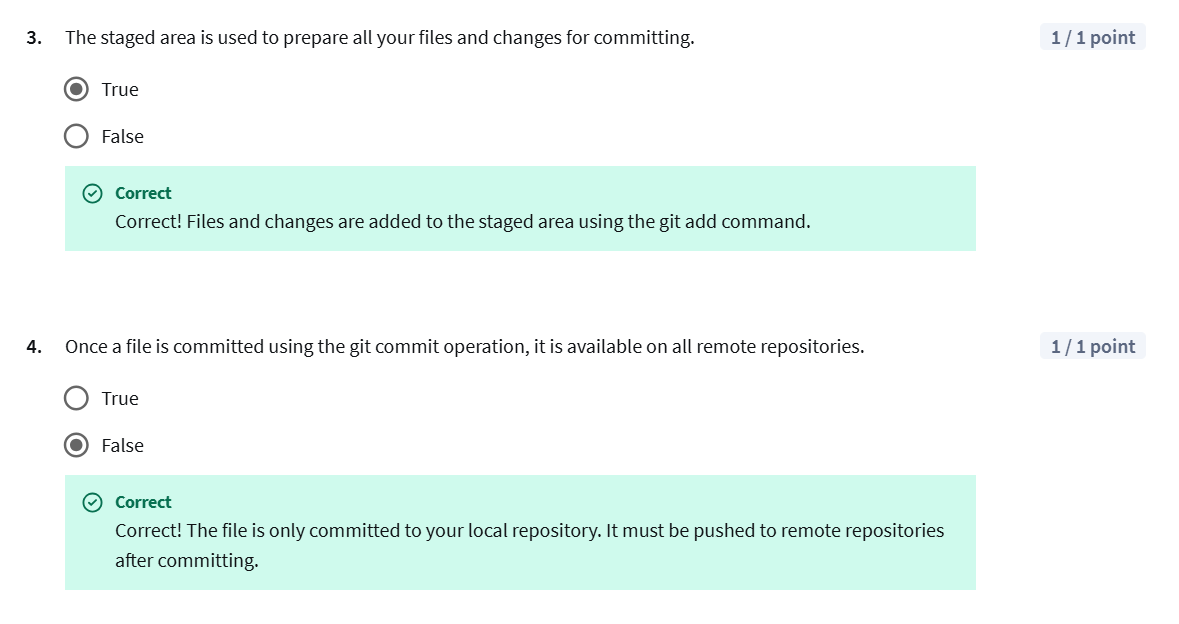 3. The staged area is used to prepare all your files and changes for committing. 1 / 1 point
True
False
Correct
Correct! Files and changes are added to the staged area using the git add command.
4. Once a file is committed using the git commit operation, it is available on all remote repositories. 1 / 1 point
True
False
Correct
Correct! The file is only committed to your local repository. It must be pushed to remote repositories
after committing.